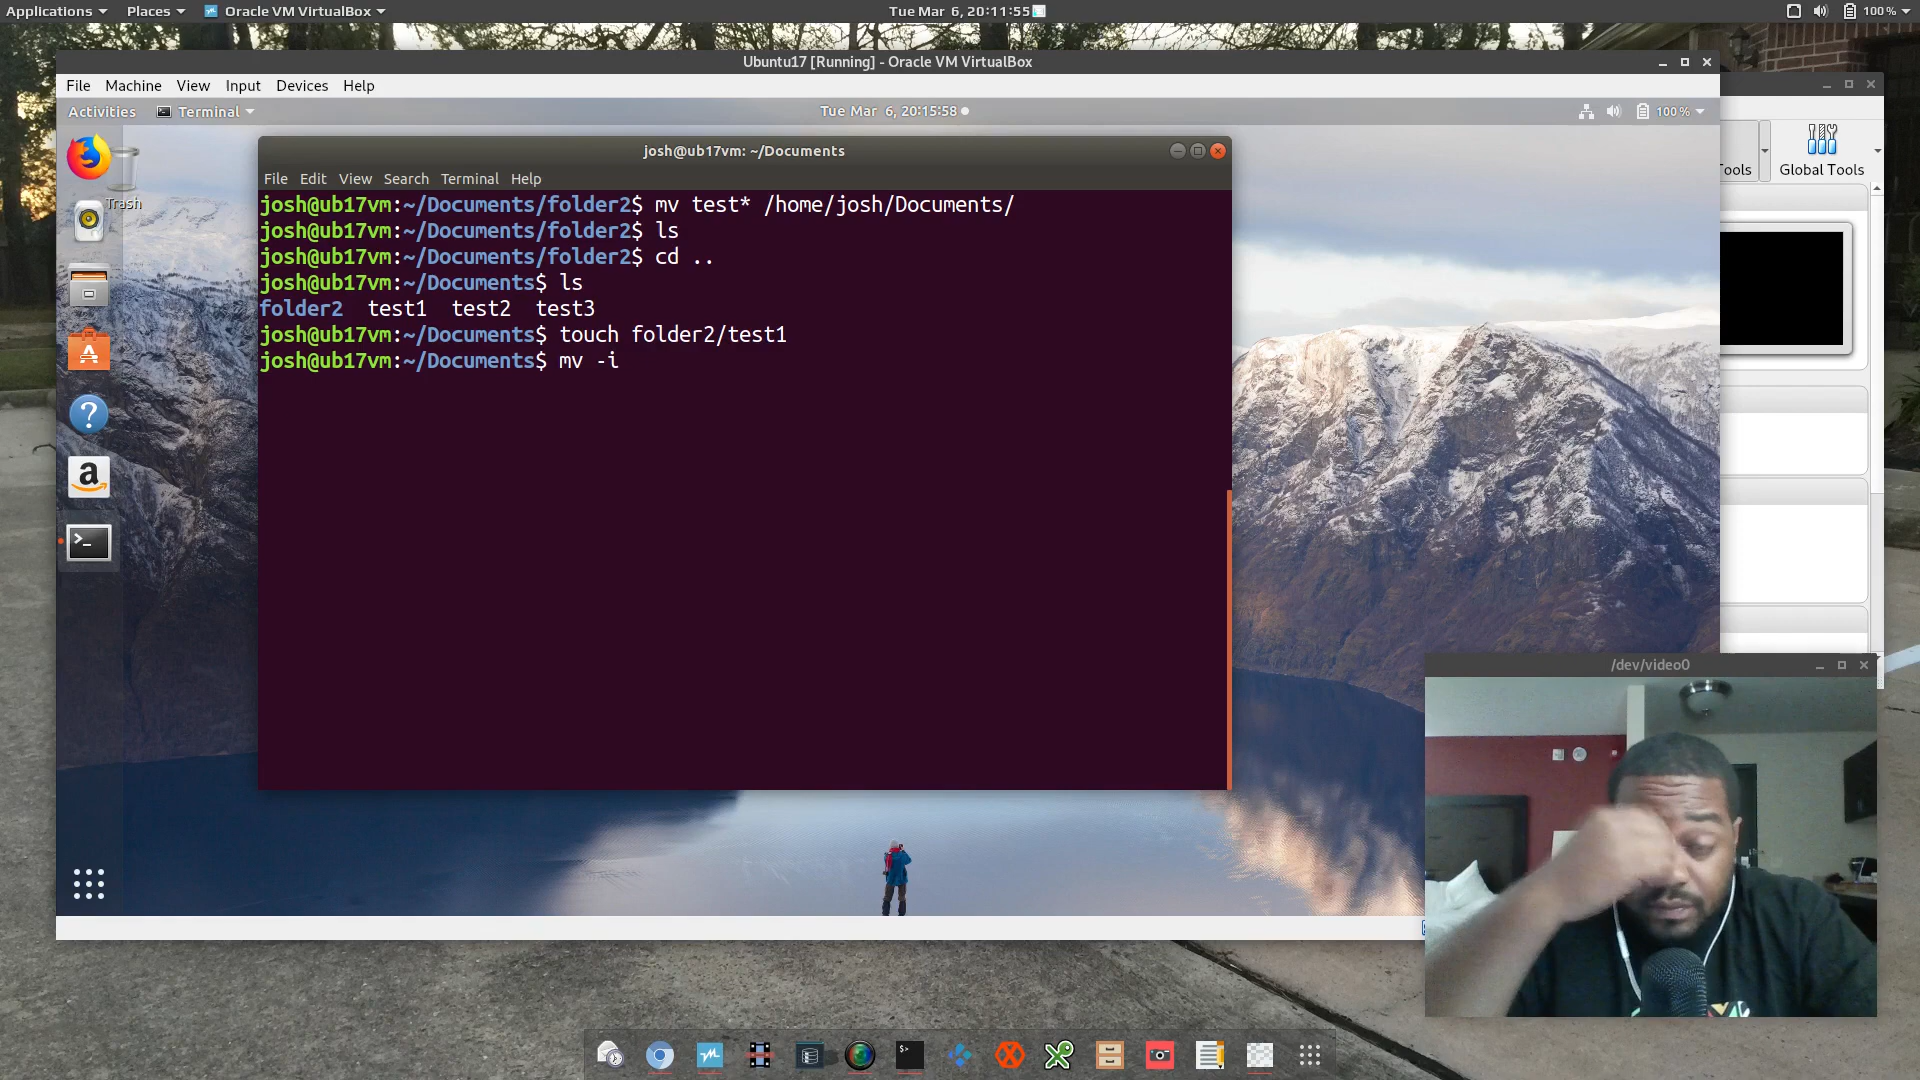 Applications Places Oracle VM VirtualBox Tue Mar 6, 20:11:55 100 %
Ubuntu17 [Running] - Oracle VM VirtualBox
File Machine View Input Devices Help
Activities Terminal Tue Mar 6, 20:15:58 100 %
josh@ub17vm: ~/Documents
File Edit View Search Terminal Help
josh@ub17vm:~/Documents/folder2$ mv test* /home/josh/Documents/
josh@ub17vm:~/Documents/folder2$ ls
josh@ub17vm:~/Documents/folder2$ cd ..
josh@ub17vm:~/Documents$ ls
folder2 test1 test2 test3
josh@ub17vm:~/Documents$ touch folder2/test1
josh@ub17vm:~/Documents$ mv -i
Trash
ools Global Tools
/dev/video0